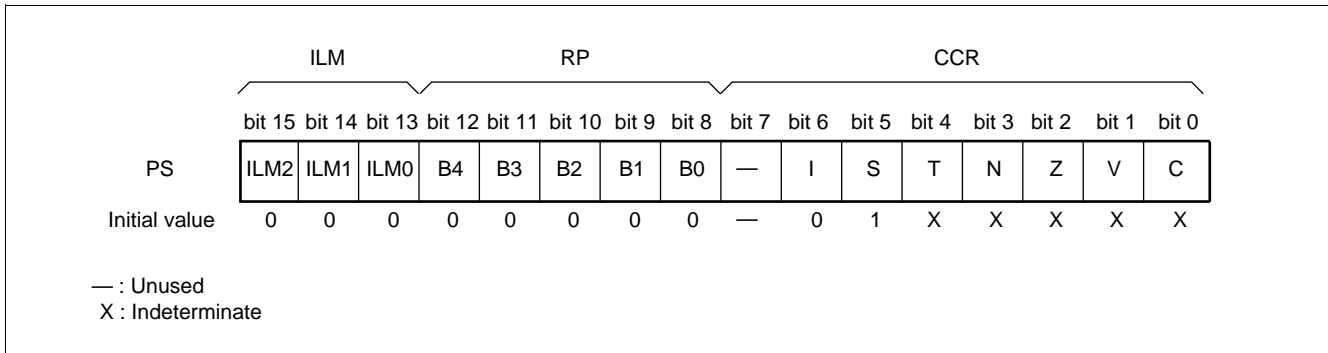 ILM RP CCR
bit 15 bit 14 bit 13 bit 12 bit 11 bit 10 bit 9 bit 8 bit 7 bit 6 bit 5 bit 4 bit 3 bit 2 bit 1 bit 0
PS ILM2 ILM1 ILM0 B4 B3 B2 B1 B0 — I S T N Z V C
Initial value 0 0 0 0 0 0 0 0 — 0 1 X X X X X
— : Unused
X : Indeterminate